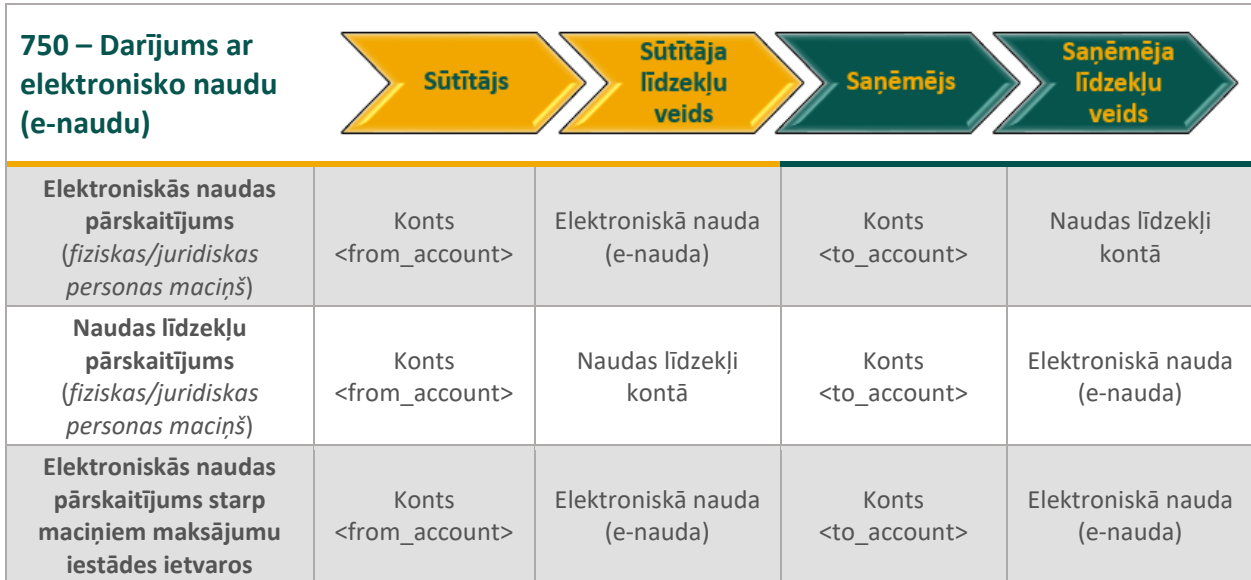 750 – Darījums ar
elektronisko naudu
(e-naudu)
Sūtītājs
Sūtītāja
līdzekļu
veids
Saņēmējs
Saņēmēja
līdzekļu
veids
Elektroniskās naudas
pārskaitījums
(fiziskas/juridiskas
personas maciņš)
Konts
<from_account>
Elektroniskā nauda
(e-nauda)
Konts
<to_account>
Naudas līdzekļi
kontā
Naudas līdzekļu
pārskaitījums
(fiziskas/juridiskas
personas maciņš)
Konts
<from_account>
Naudas līdzekļi
kontā
Konts
<to_account>
Elektroniskā nauda
(e-nauda)
Elektroniskās naudas
pārskaitījums starp
maciņiem maksājumu
iestādes ietvaros
Konts
<from_account>
Elektroniskā nauda
(e-nauda)
Konts
<to_account>
Elektroniskā nauda
(e-nauda)